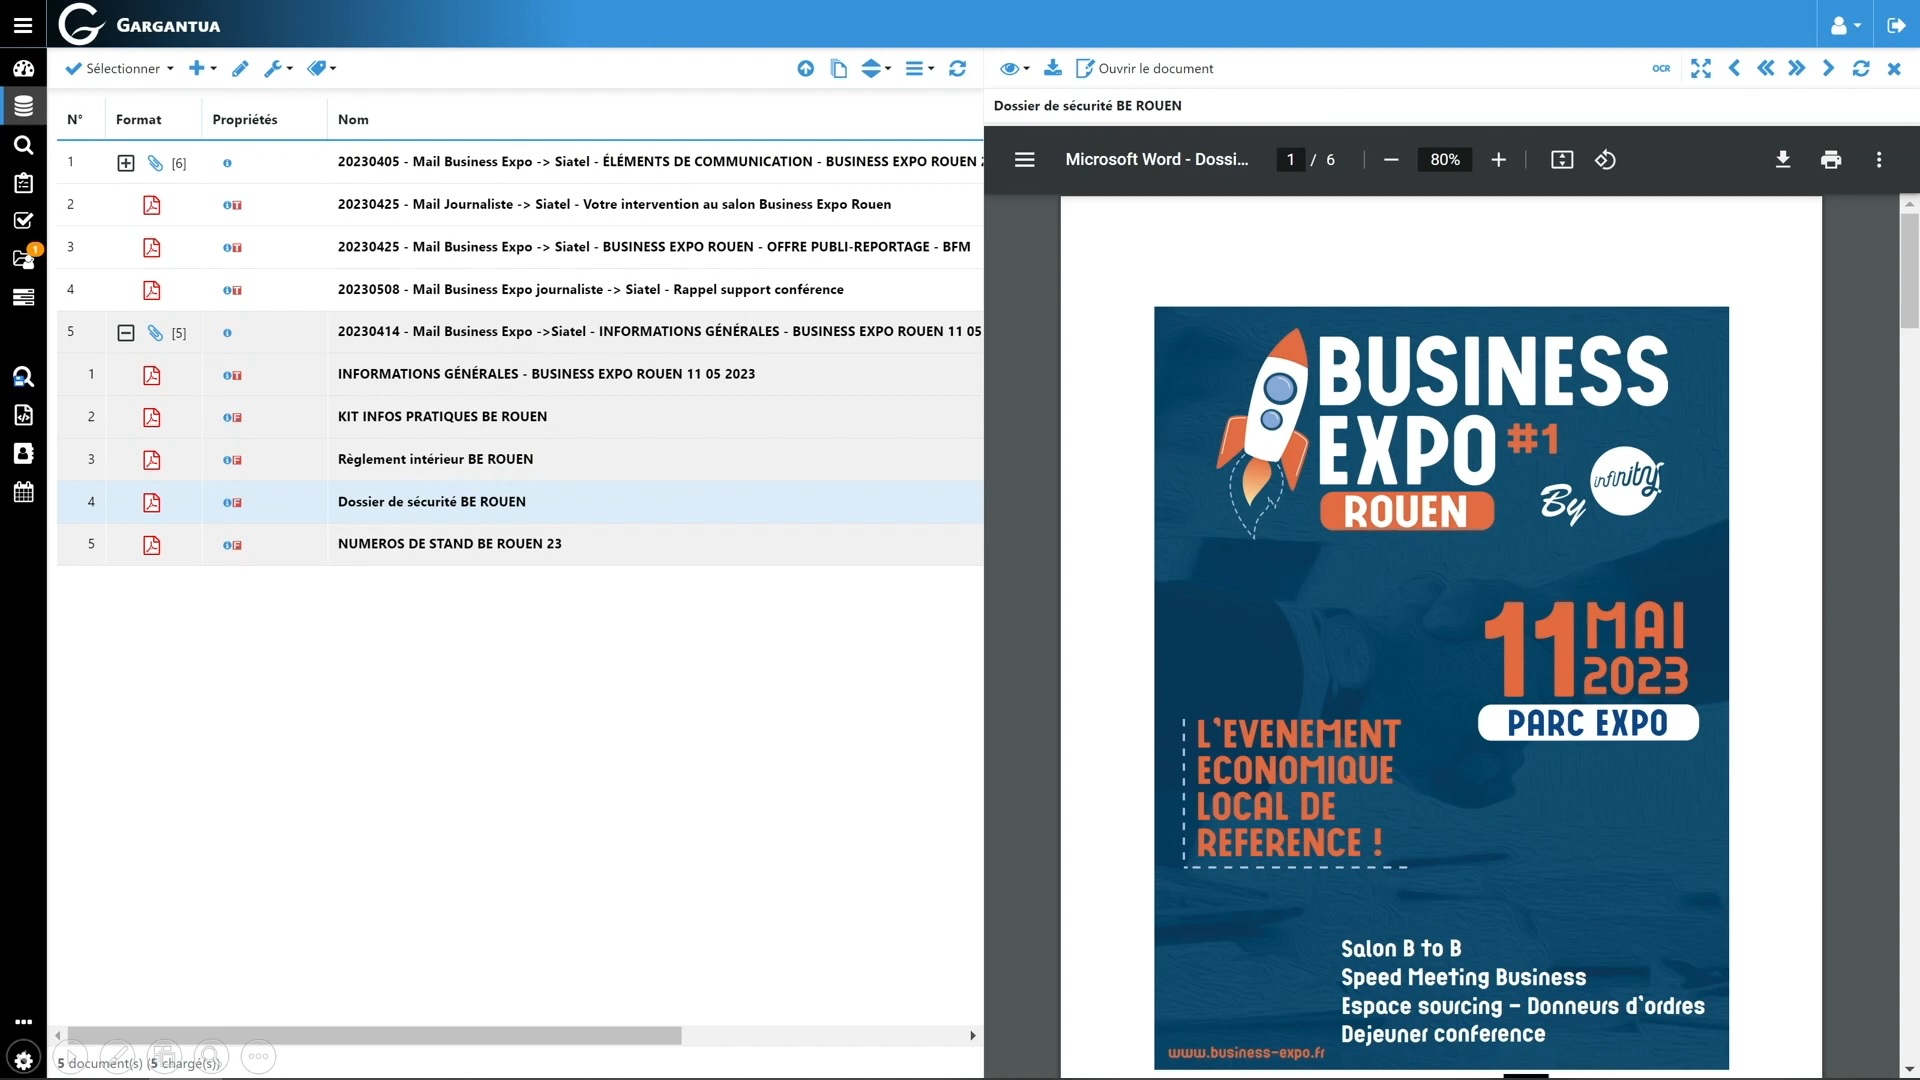 GARGANTUA
Sélectionner
Ouvrir le document
OCR
Dossier de sécurité BE ROUEN
N° Format Propriétés Nom
1 [6] 20230405 - Mail Business Expo -> Siatel - ÉLÉMENTS DE COMMUNICATION - BUSINESS EXPO ROUEN
2 20230425 - Mail Journaliste -> Siatel - Votre intervention au salon Business Expo Rouen
3 20230425 - Mail Business Expo -> Siatel - BUSINESS EXPO ROUEN - OFFRE PUBLI-REPORTAGE - BFM
4 20230508 - Mail Business Expo journaliste -> Siatel - Rappel support conférence
5 [5] 20230414 - Mail Business Expo ->Siatel - INFORMATIONS GÉNÉRALES - BUSINESS EXPO ROUEN 11 05
1 INFORMATIONS GÉNÉRALES - BUSINESS EXPO ROUEN 11 05 2023
2 KIT INFOS PRATIQUES BE ROUEN
3 Règlement intérieur BE ROUEN
4 Dossier de sécurité BE ROUEN
5 NUMEROS DE STAND BE ROUEN 23
1
5 document(s) (5 chargé(s))
Microsoft Word - Dossi... 1 / 6 80%
BUSINESS
EXPO #1
ROUEN
By infinity
11 MAI
2023
PARC EXPO
L'EVENEMENT
ECONOMIQUE
LOCAL DE
REFERENCE !
Salon B to B
Speed Meeting Business
Espace sourcing – Donneurs d'ordres
Dejeuner conference
www.business-expo.fr